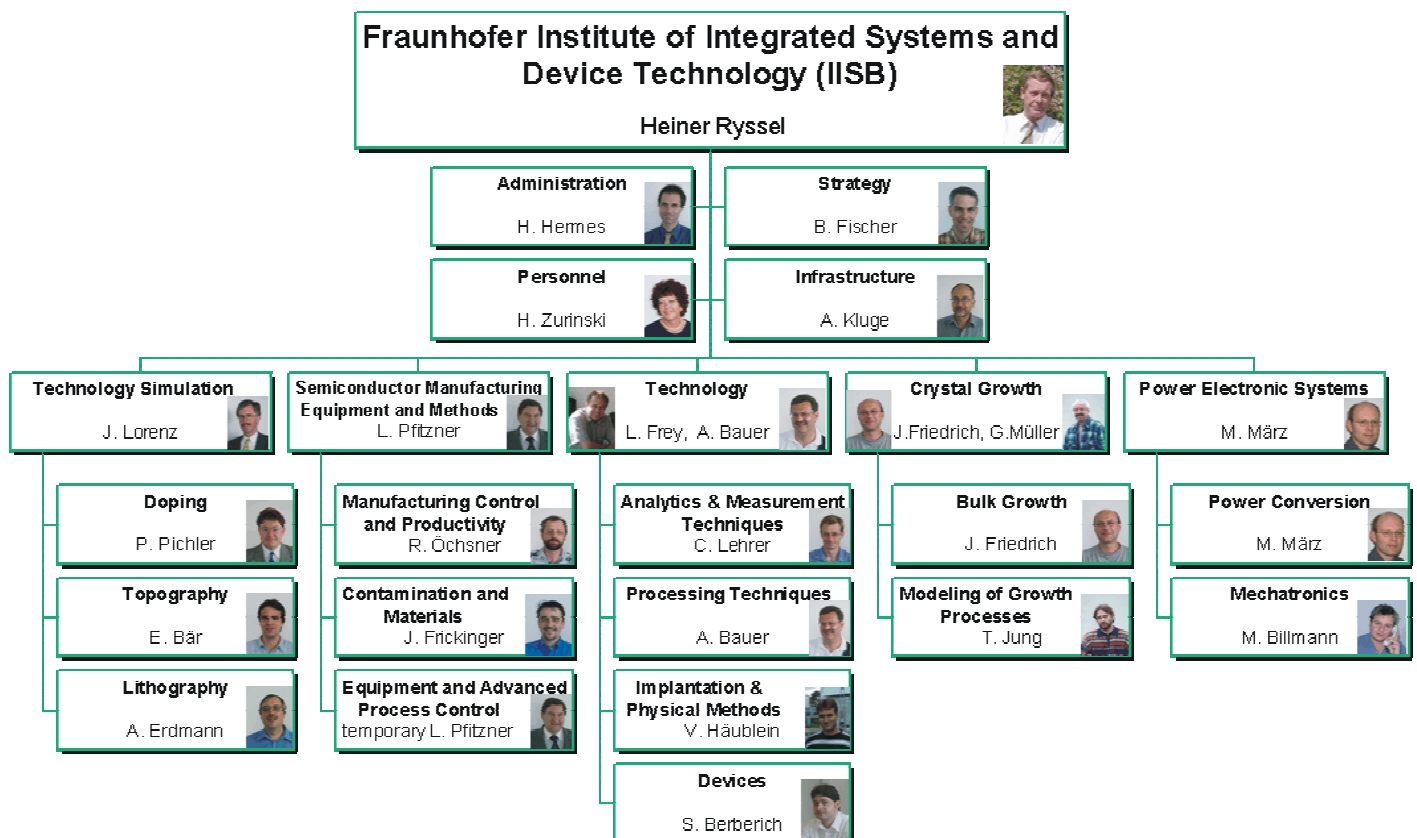 Fraunhofer Institute of Integrated Systems and
Device Technology (IISB)
Heiner Ryssel
Administration
H. Hermes
Strategy
B. Fischer
Personnel
H. Zurinski
Infrastructure
A. Kluge
Technology Simulation
J. Lorenz
Semiconductor Manufacturing
Equipment and Methods
L. Pfitzner
Technology
L. Frey, A. Bauer
Crystal Growth
J.Friedrich, G.Müller
Power Electronic Systems
M. März
Doping
P. Pichler
Topography
E. Bär
Lithography
A. Erdmann
Manufacturing Control
and Productivity
R. Öchsner
Contamination and
Materials
J. Frickinger
Equipment and Advanced
Process Control
temporary L. Pfitzner
Analytics & Measurement
Techniques
C. Lehrer
Processing Techniques
A. Bauer
Implantation &
Physical Methods
V. Häublein
Devices
S. Berberich
Bulk Growth
J. Friedrich
Modeling of Growth
Processes
T. Jung
Power Conversion
M. März
Mechatronics
M. Billmann